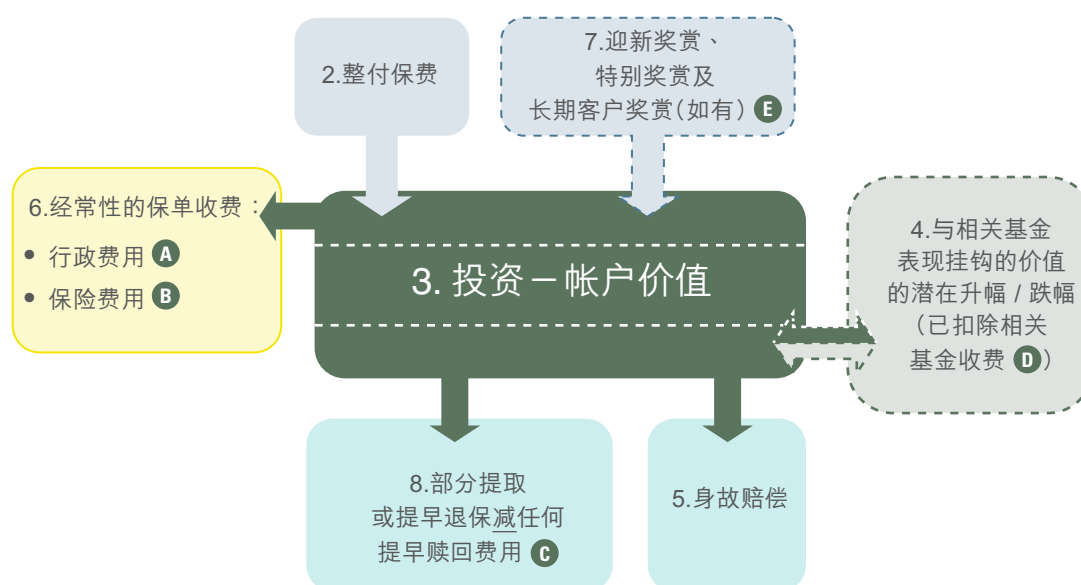 2.整付保费
7.迎新奖赏、
特别奖赏及
长期客户奖赏(如有) E
6.经常性的保单收费：
• 行政费用 A
• 保险费用 B
3. 投资－帐户价值
4.与相关基金
表现挂钩的价值
的潜在升幅 / 跌幅
（已扣除相关
基金收费 D）
8.部分提取
或提早退保减任何
提早赎回费用 C
5.身故赔偿